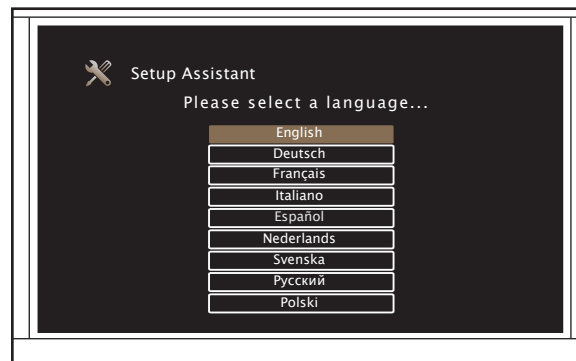 Setup Assistant
Please select a language...
English
Deutsch
Français
Italiano
Español
Nederlands
Svenska
Русский
Polski